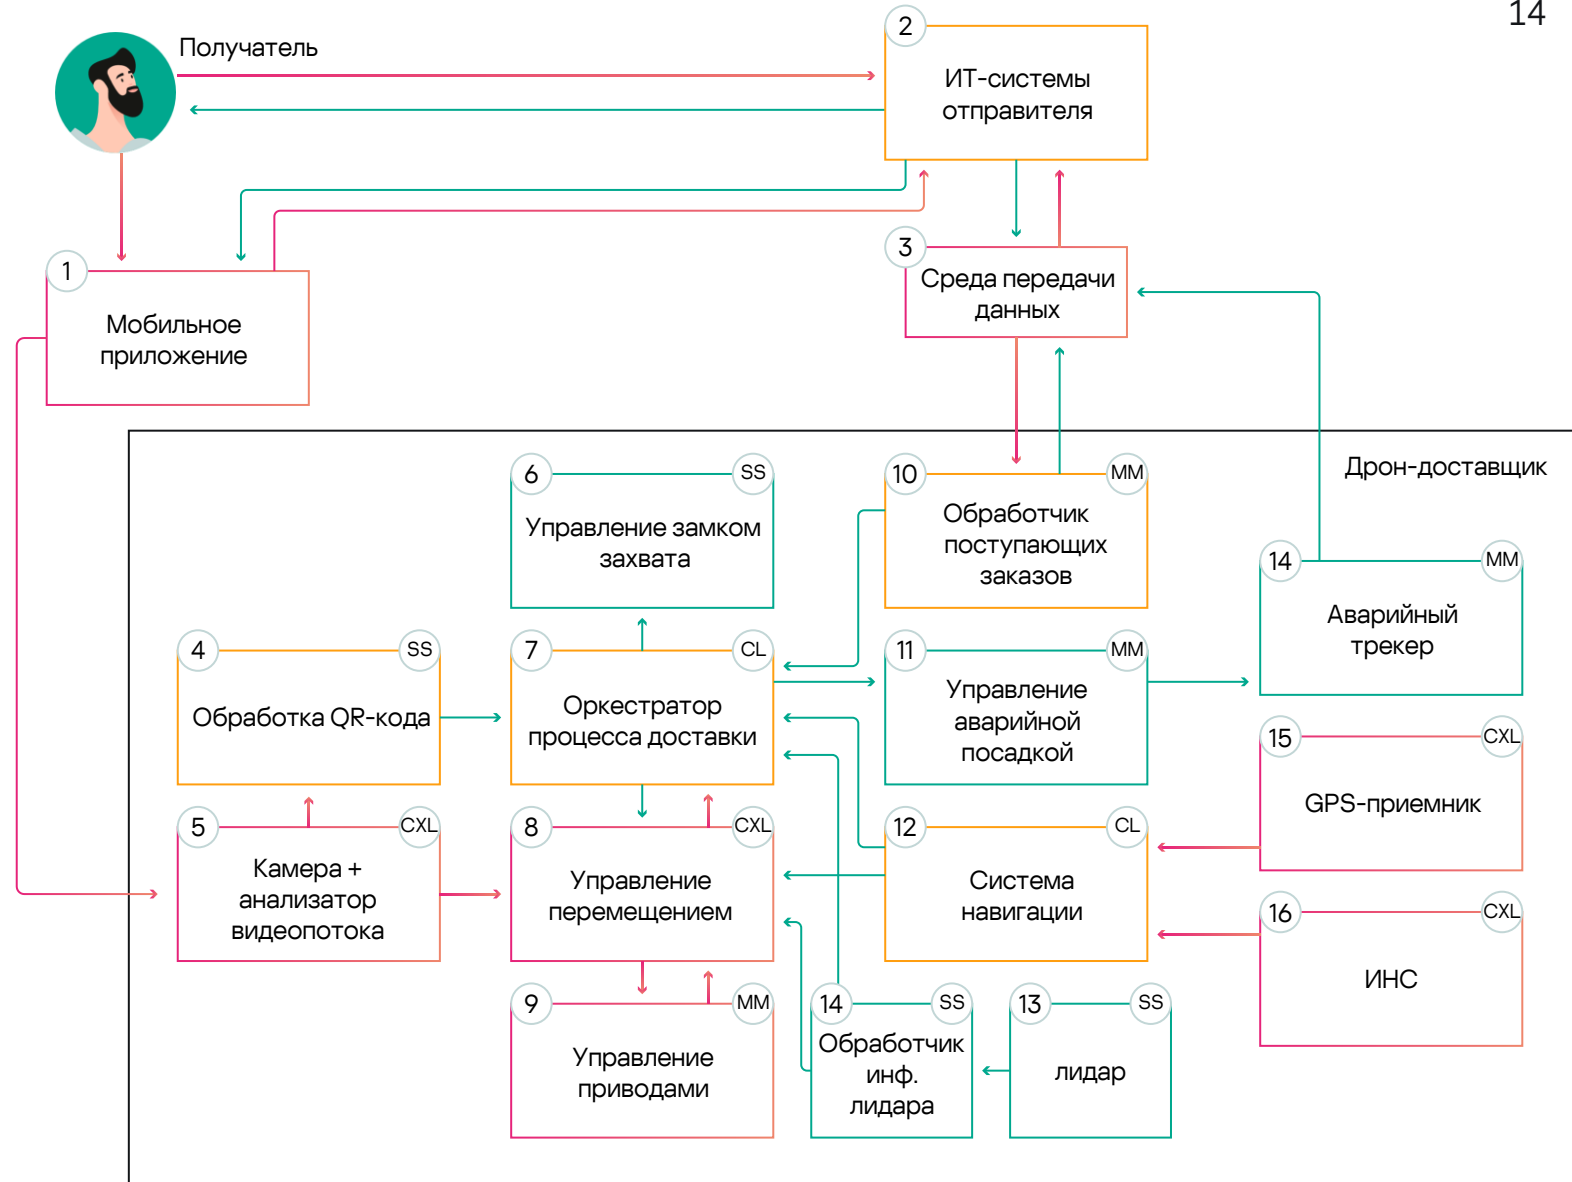 14
Получатель
2
ИТ-системы
отправителя
3
Среда передачи
данных
1
Мобильное
приложение
Дрон-доставщик
6
SS
Управление замком
захвата
10
MM
Обработчик
поступающих
заказов
14
MM
Аварийный
трекер
4
SS
Обработка QR-кода
7
CL
Оркестратор
процесса доставки
11
MM
Управление
аварийной
посадкой
15
CXL
GPS-приемник
5
CXL
Камера +
анализатор
видеопотока
8
CXL
Управление
перемещением
12
CL
Система
навигации
16
CXL
ИНС
9
MM
Управление
приводами
14
SS
Обработчик
инф.
лидара
13
SS
лидар